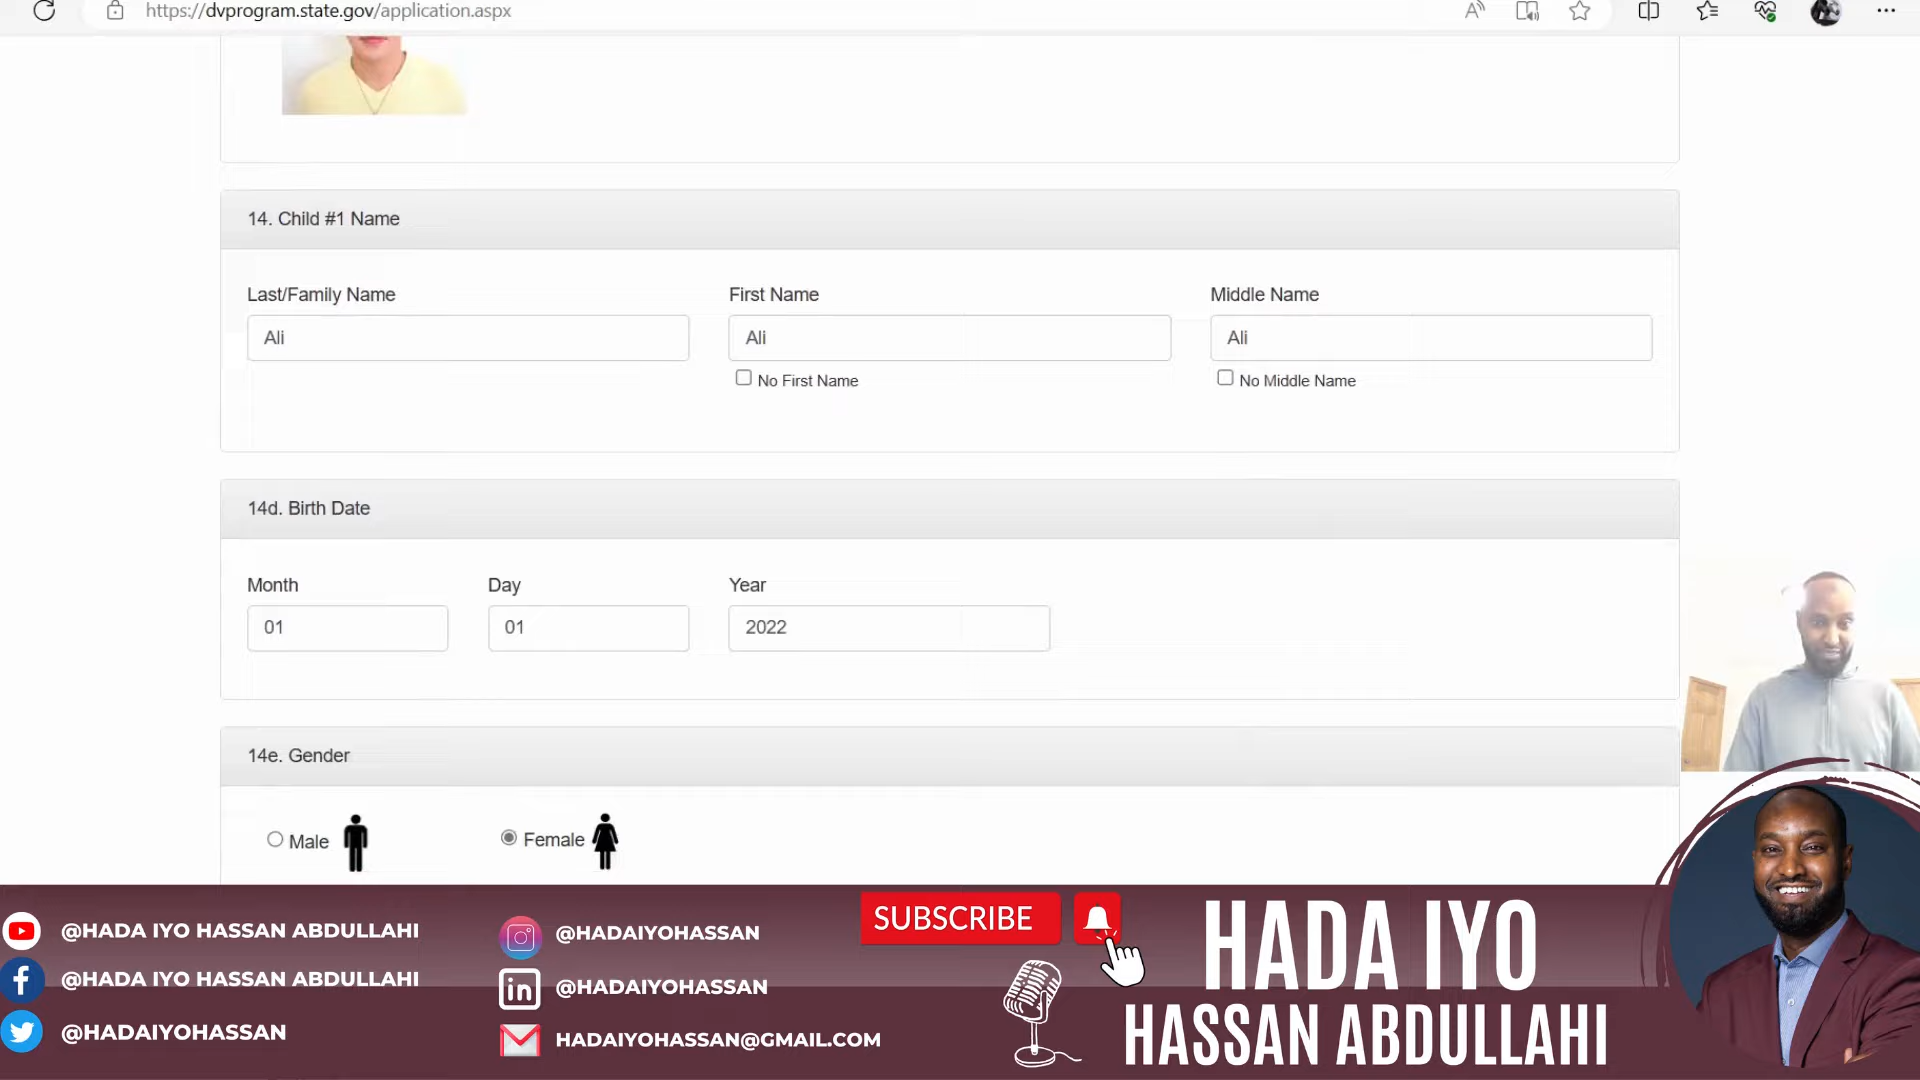 https://dvprogram.state.gov/application.aspx
14. Child #1 Name
Last/Family Name First Name Middle Name
Ali Ali Ali
No First Name No Middle Name
14d. Birth Date
Month Day Year
01 01 2022
14e. Gender
Male Female
@HADA IYO HASSAN ABDULLAHI
@HADA IYO HASSAN ABDULLAHI
@HADAIYOHASSAN
@HADAIYOHASSAN
@HADAIYOHASSAN
HADAIYOHASSAN@GMAIL.COM
SUBSCRIBE
HADA IYO
HASSAN ABDULLAHI